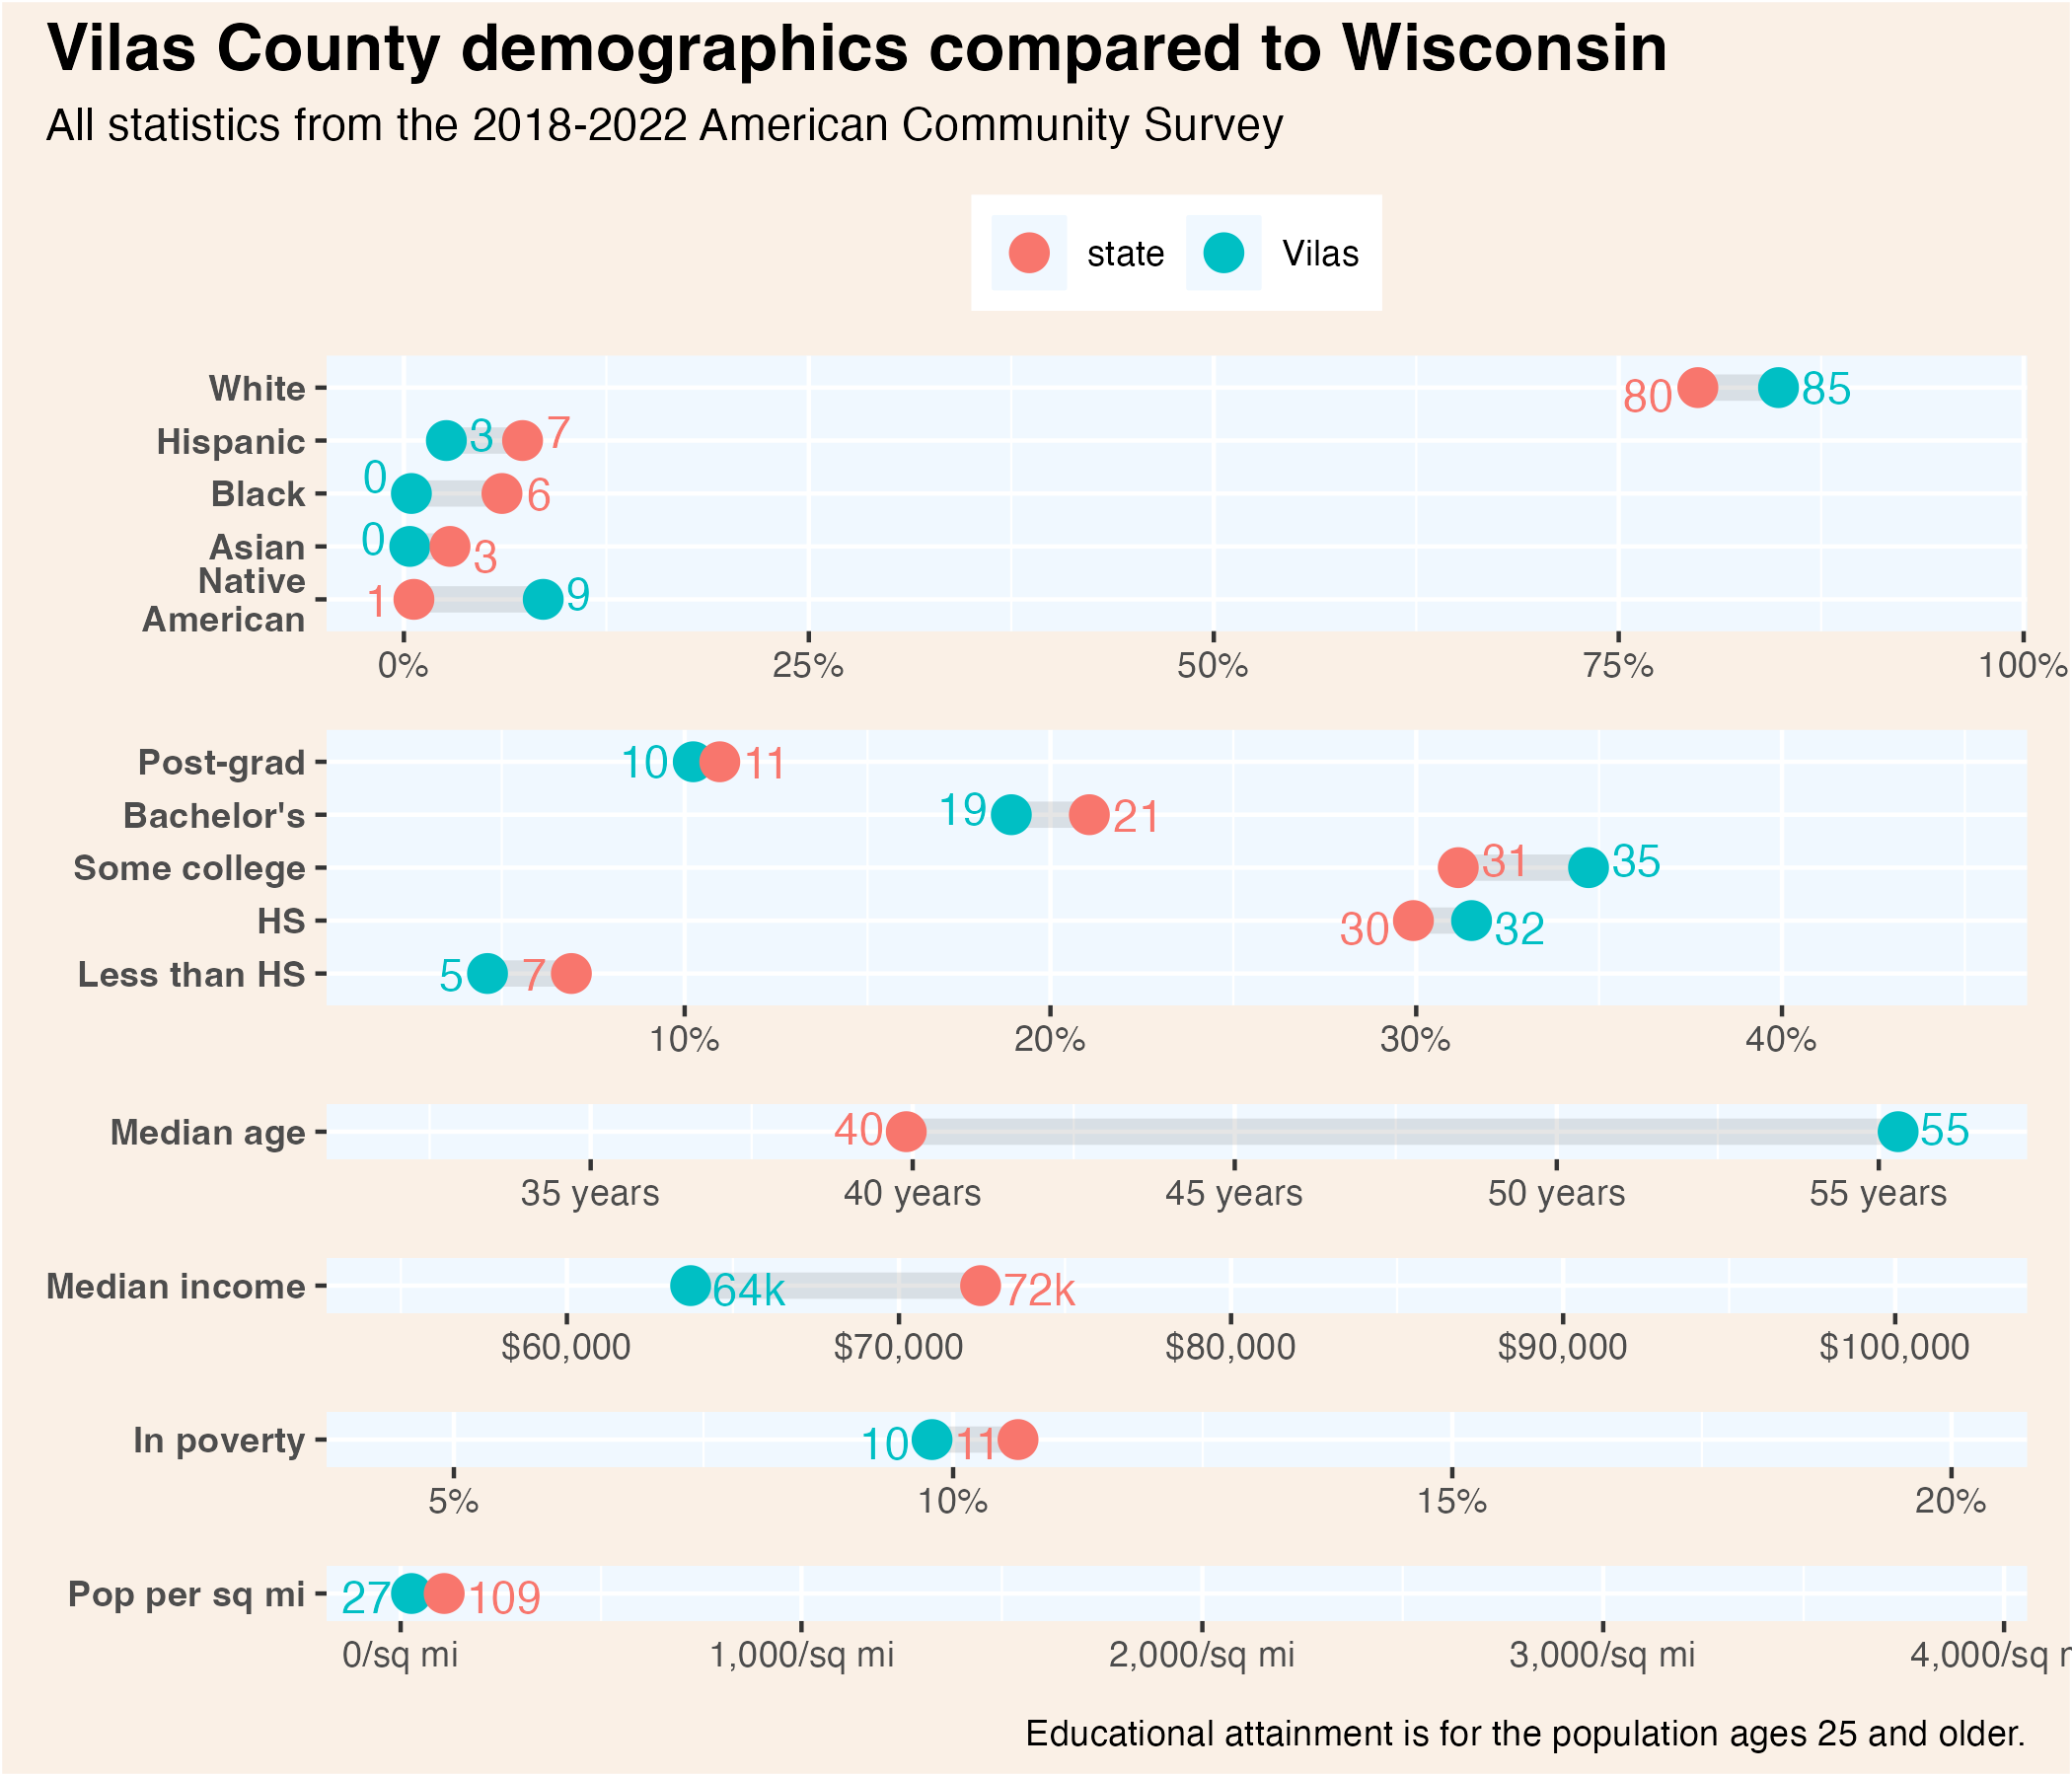 Vilas County demographics compared to Wisconsin
All statistics from the 2018-2022 American Community Survey
state Vilas
White 80 85
Hispanic 3 7
Black 0 6
Asian 0 3
Native
American 1 9
0% 25% 50% 75% 100%
Post-grad 10 11
Bachelor's 19 21
Some college 31 35
HS 30 32
Less than HS 5 7
10% 20% 30% 40%
Median age 40 55
35 years 40 years 45 years 50 years 55 years
Median income 64k 72k
$60,000 $70,000 $80,000 $90,000 $100,000
In poverty 10 11
5% 10% 15% 20%
Pop per sq mi 27 109
0/sq mi 1,000/sq mi 2,000/sq mi 3,000/sq mi 4,000/sq
Educational attainment is for the population ages 25 and older.